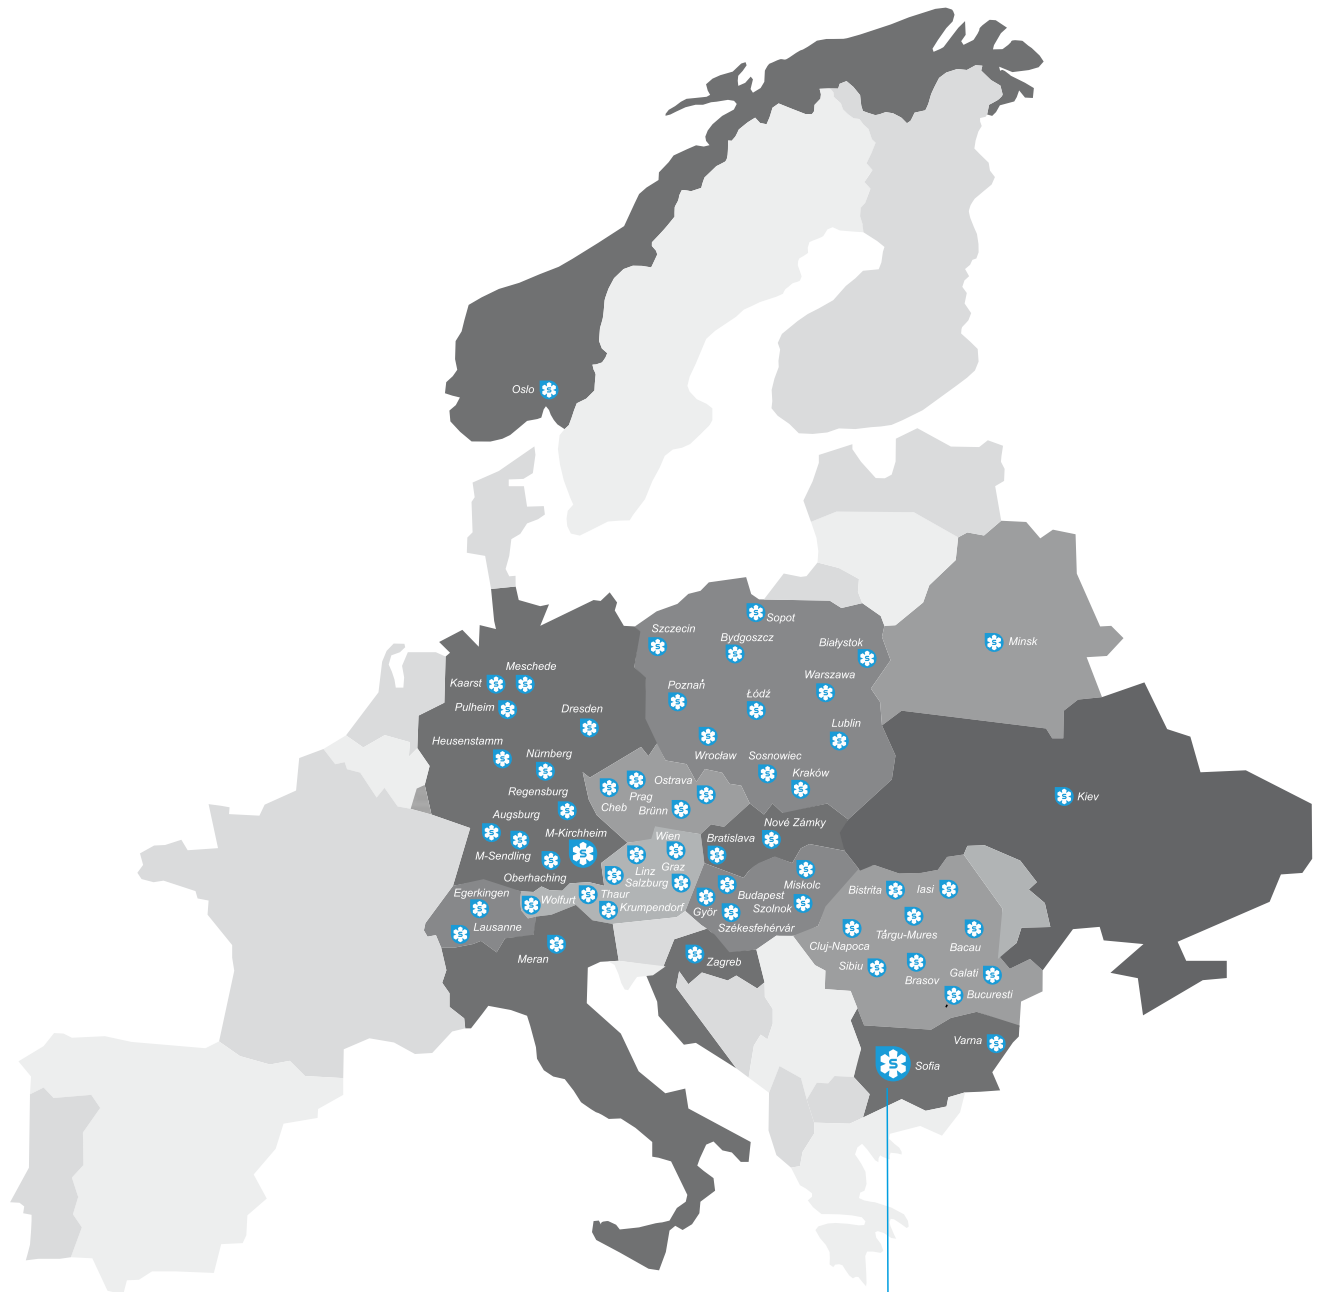 Oslo
Sopot
Szczecin
Bydgoszcz
Białystok
Minsk
Meschede
Kaarst
Poznań
Warszawa
Łódź
Pulheim
Dresden
Lublin
Heusenstamm
Nürnberg
Wrocław
Sosnowiec
Kraków
Regensburg
Ostrava
Cheb
Prag
Brünn
Kiev
Augsburg
M-Kirchheim
Wien
Bratislava
Nové Zámky
M-Sendling
Oberhaching
Linz
Graz
Salzburg
Miskolc
Egerkingen
Wolfurt
Thaur
Krumpendorf
Budapest
Szolnok
Győr
Székesfehérvár
Bistrita
Iasi
Lausanne
Meran
Zagreb
Cluj-Napoca
Târgu-Mures
Bacau
Sibiu
Brasov
Galati
Bucuresti
Varna
Sofia